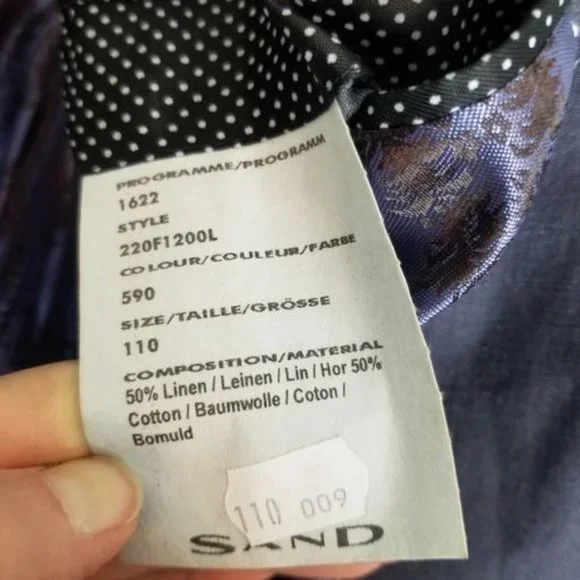 PROGRAMME/PROGRAMM
1622
STYLE
220F1200L
COLOUR/COULEUR/FARBE
590
SIZE/TAILLE/GRÖSSE
110
COMPOSITION/MATERIAL
50% Linen / Leinen / Lin / Hor 50%
Cotton / Baumwolle / Coton /
Bomuld
110 009
SAND